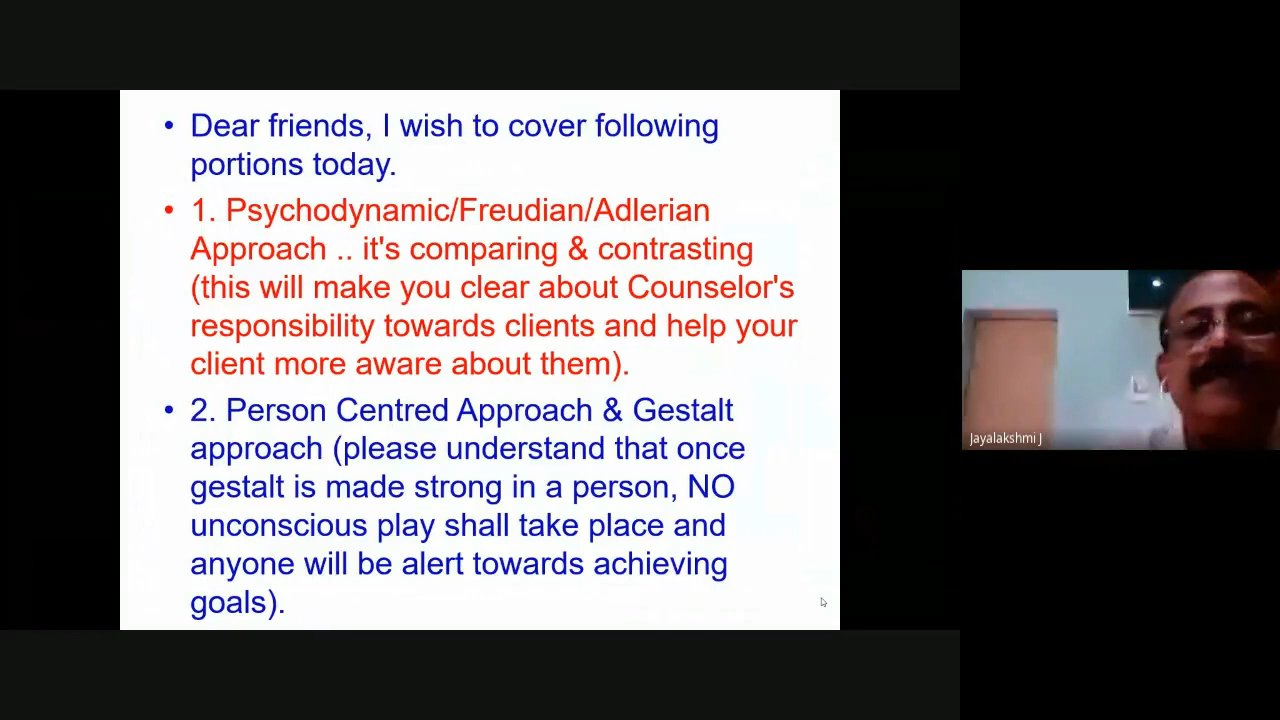 • Dear friends, I wish to cover following
portions today.
• 1. Psychodynamic/Freudian/Adlerian
Approach .. it's comparing & contrasting
(this will make you clear about Counselor's
responsibility towards clients and help your
client more aware about them).
• 2. Person Centred Approach & Gestalt
approach (please understand that once
gestalt is made strong in a person, NO
unconscious play shall take place and
anyone will be alert towards achieving
goals).
Jayalakshmi J